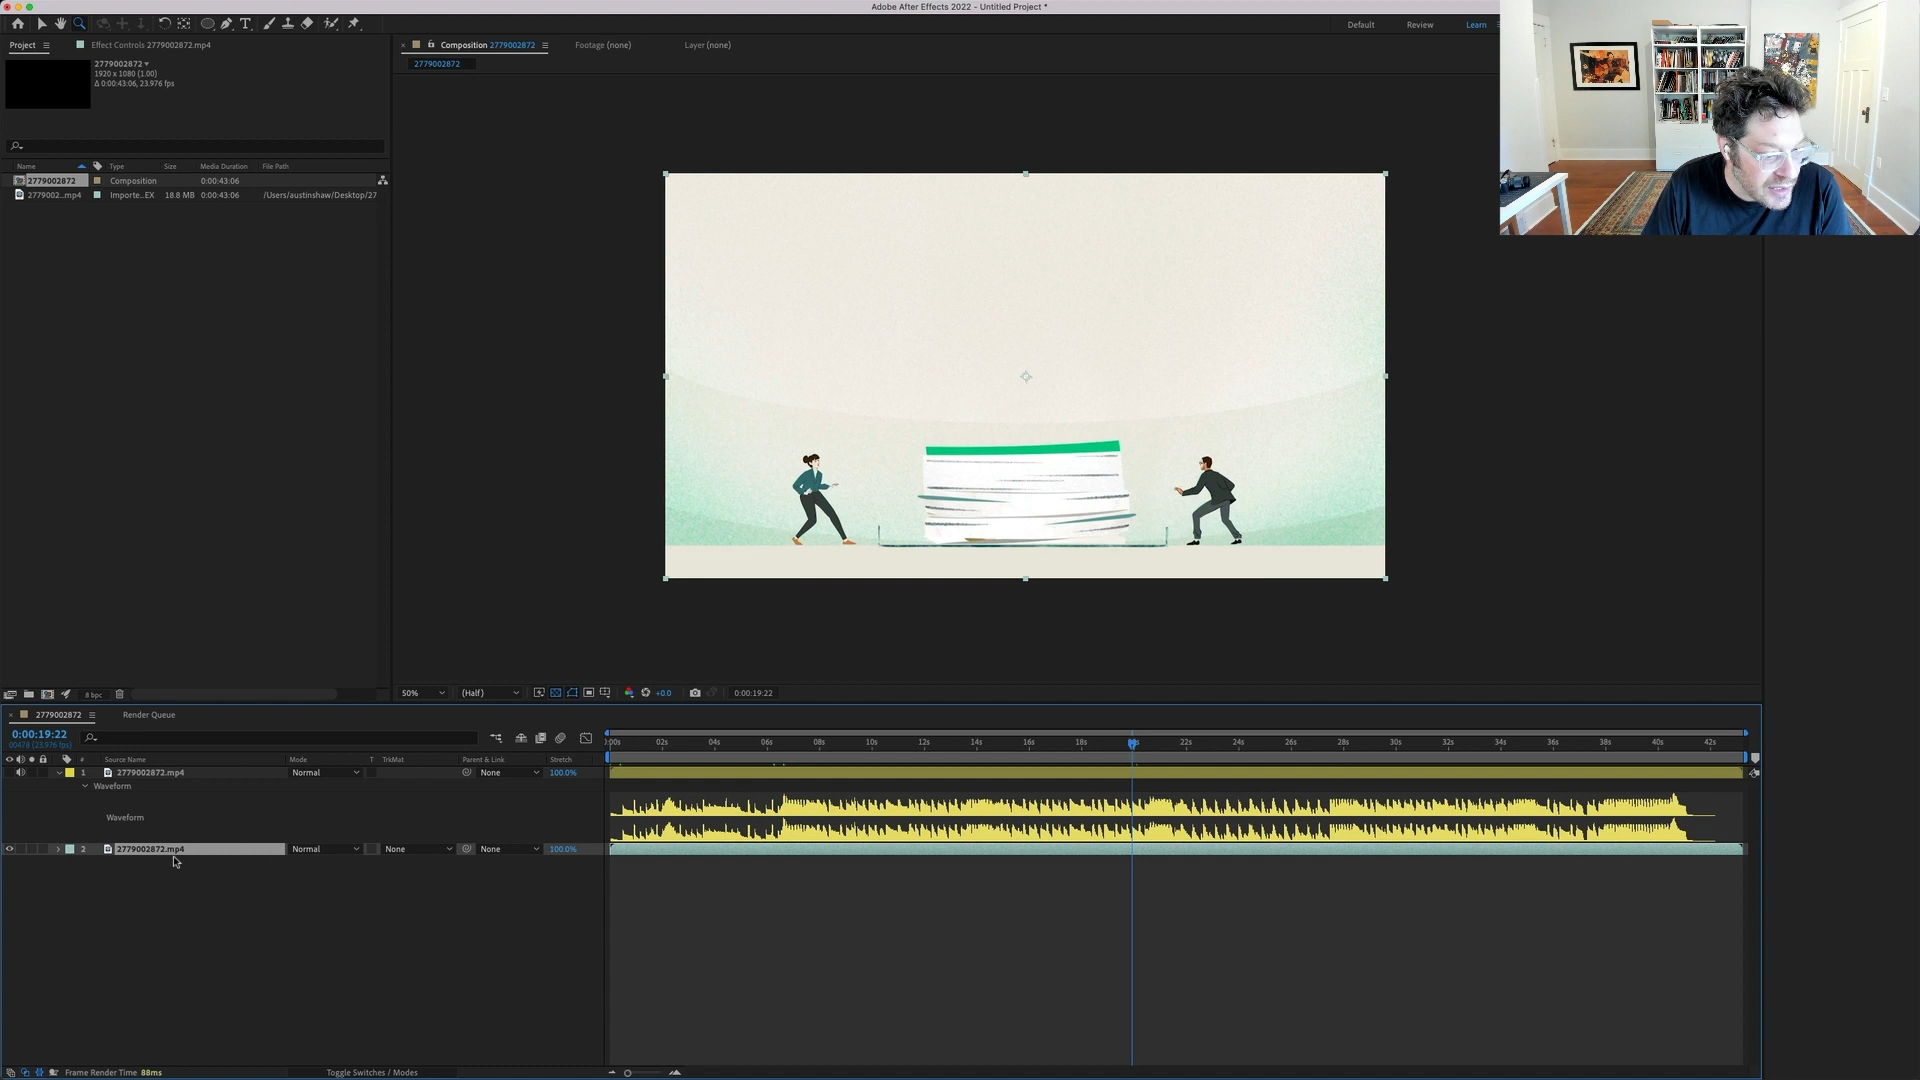 Adobe After Effects 2022 - Untitled Project *
Default
Review
Learn
Project
Effect Controls 2779002872.mp4
Composition 2779002872
Footage (none)
Layer (none)
2779002872
2779002872
1920 x 1080 (1.00)
Δ 0:00:43:06, 23.976 fps
Name
Type
Size
Media Duration
File Path
2779002872
Composition
0:00:43:06
2779002...mp4
Importe...EX
18.8 MB
0:00:43:06
/Users/austinshaw/Desktop/27
8 bpc
50%
(Half)
+0.0
0:00:19:22
2779002872
Render Queue
0:00:19:22
00478 (23.976 fps)
02s
04s
06s
08s
10s
12s
14s
16s
18s
22s
24s
26s
28s
30s
32s
34s
36s
38s
40s
42s
#
Source Name
Mode
T
TrkMat
Parent & Link
Stretch
1
2779002872.mp4
Normal
None
100.0%
Waveform
Waveform
2
2779002872.mp4
Normal
None
None
100.0%
Frame Render Time 88ms
Toggle Switches / Modes